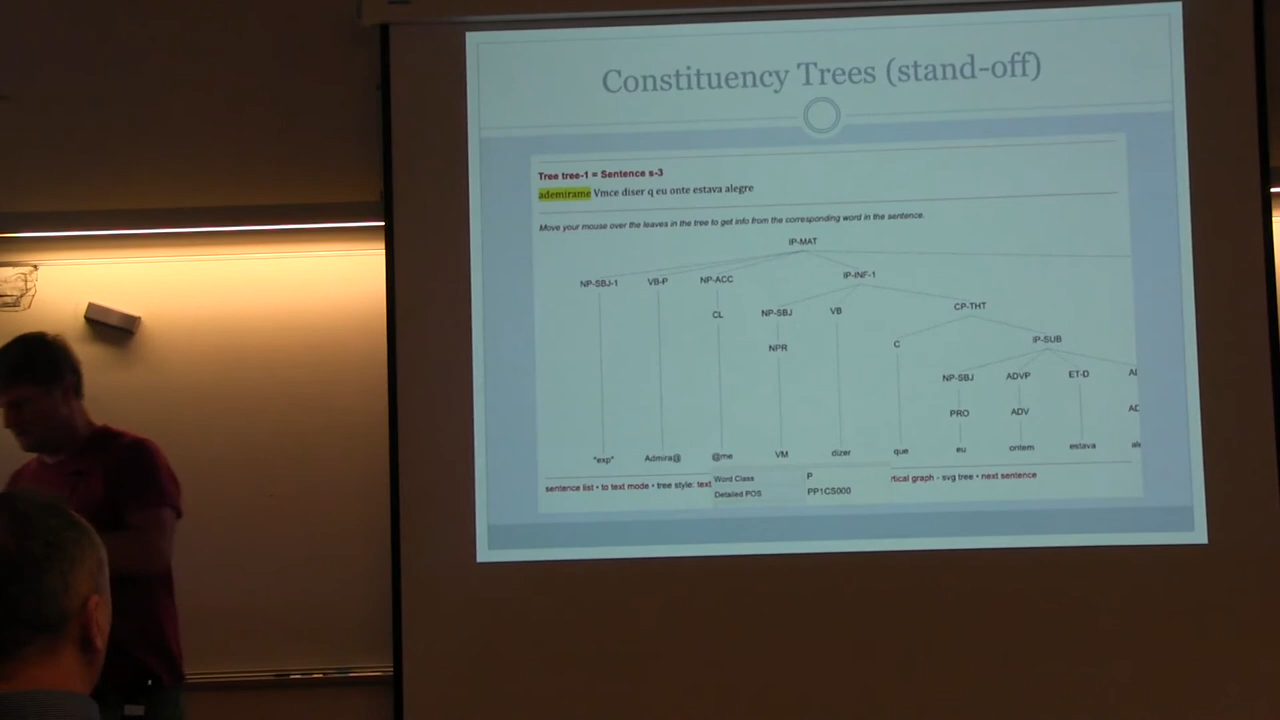 Constituency Trees (stand-off)
Tree tree-1 = Sentence s-3
ademirame Vmce diser q eu onte estava alegre
Move your mouse over the leaves in the tree to get info from the corresponding word in the sentence.
IP-MAT
NP-SBJ-1 VB-P NP-ACC IP-INF-1
CL NP-SBJ VB CP-THT
NPR C IP-SUB
NP-SBJ ADVP ET-D
PRO ADV
*exp* Admira@ @me VM dizer que eu ontem estava
sentence list • to text mode • tree style: text
Word Class P
Detailed POS PP1CS000
rtical graph - svg tree • next sentence